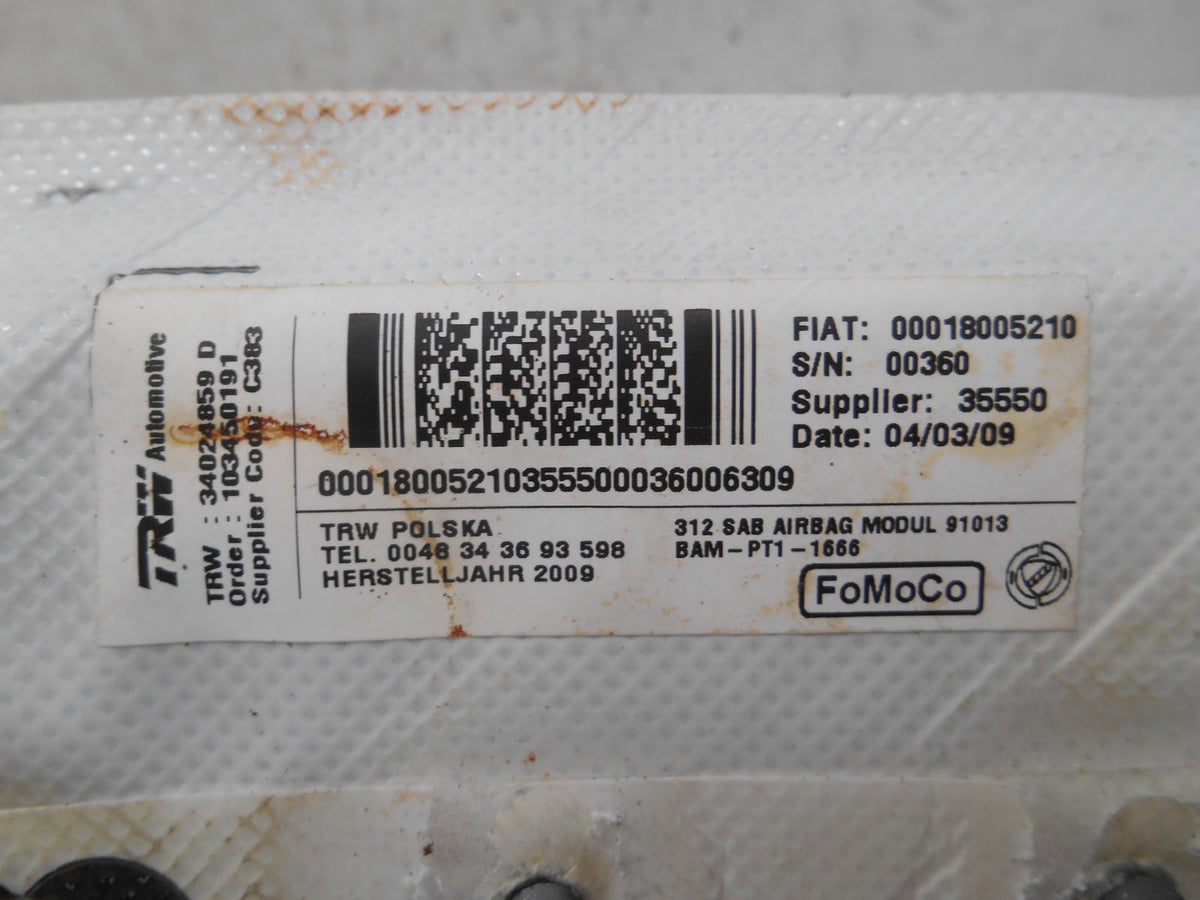 TRW Automotive
TRW : 34024859 D
Order : 103450191
Supplier Code: C383
FIAT: 00018005210
S/N: 00360
Supplier: 35550
Date: 04/03/09
00018005210355500036006309
TRW POLSKA
TEL. 0048 34 36 93 598
HERSTELLJAHR 2009
312 SAB AIRBAG MODUL 91013
BAM-PT1-1666
FoMoCo